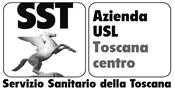 SST
Azienda
USL
Toscana
centro
Servizio Sanitario della Toscana